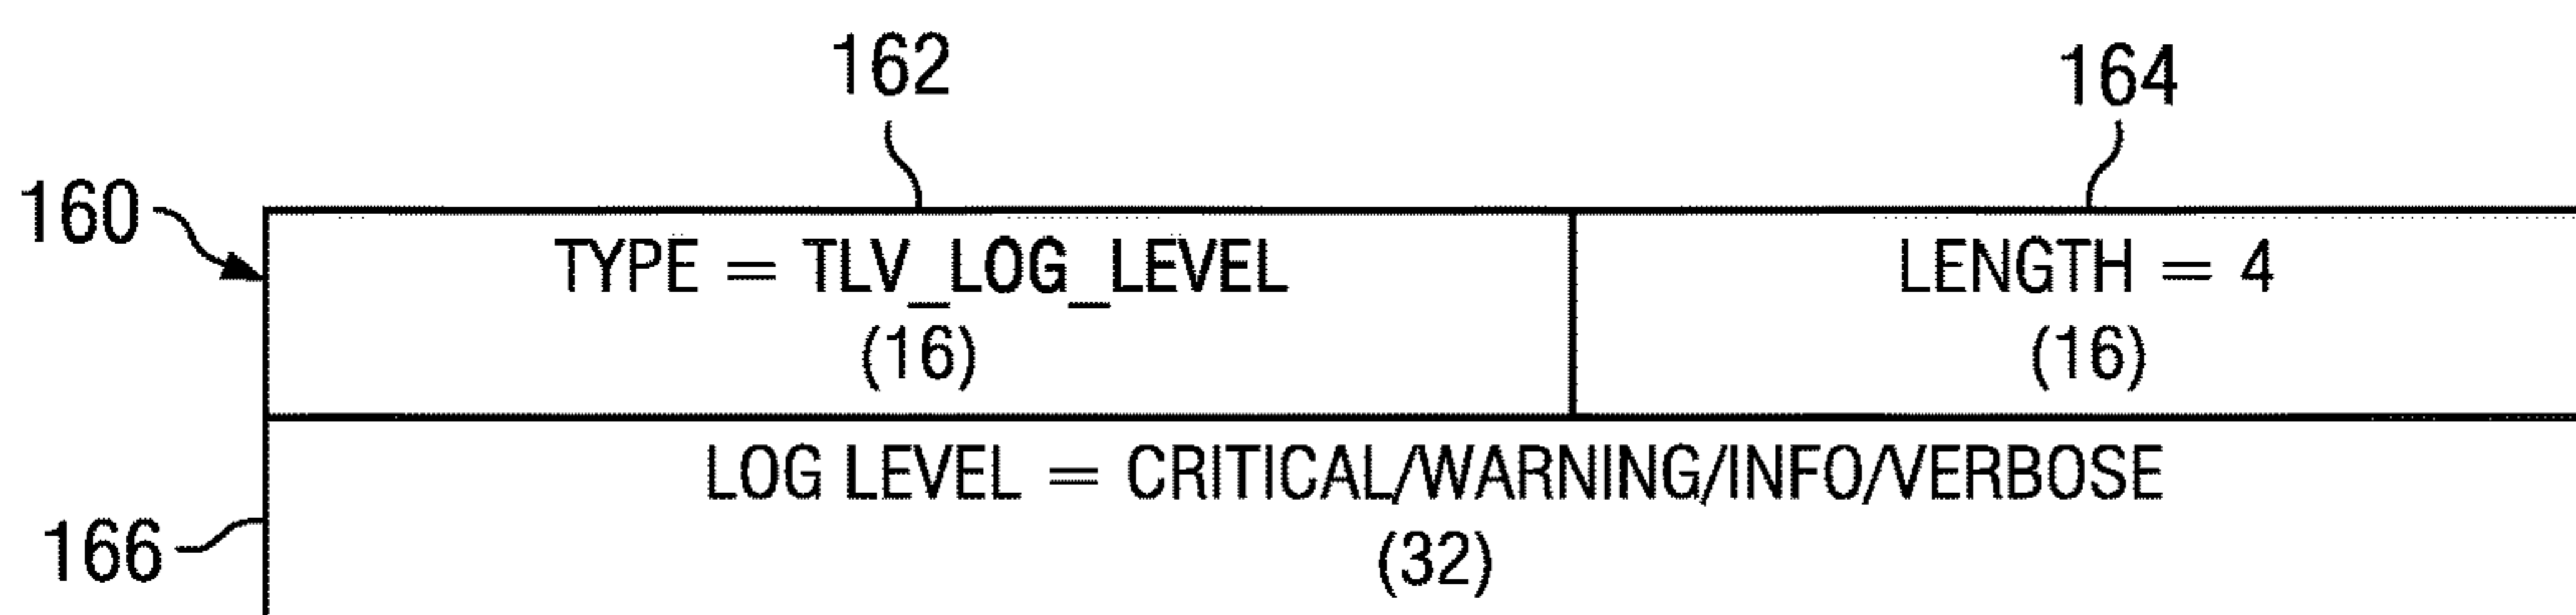 162
164
160
TYPE = TLV_LOG_LEVEL
(16)
LENGTH = 4
(16)
LOG LEVEL = CRITICAL/WARNING/INFO/VERBOSE
(32)
166